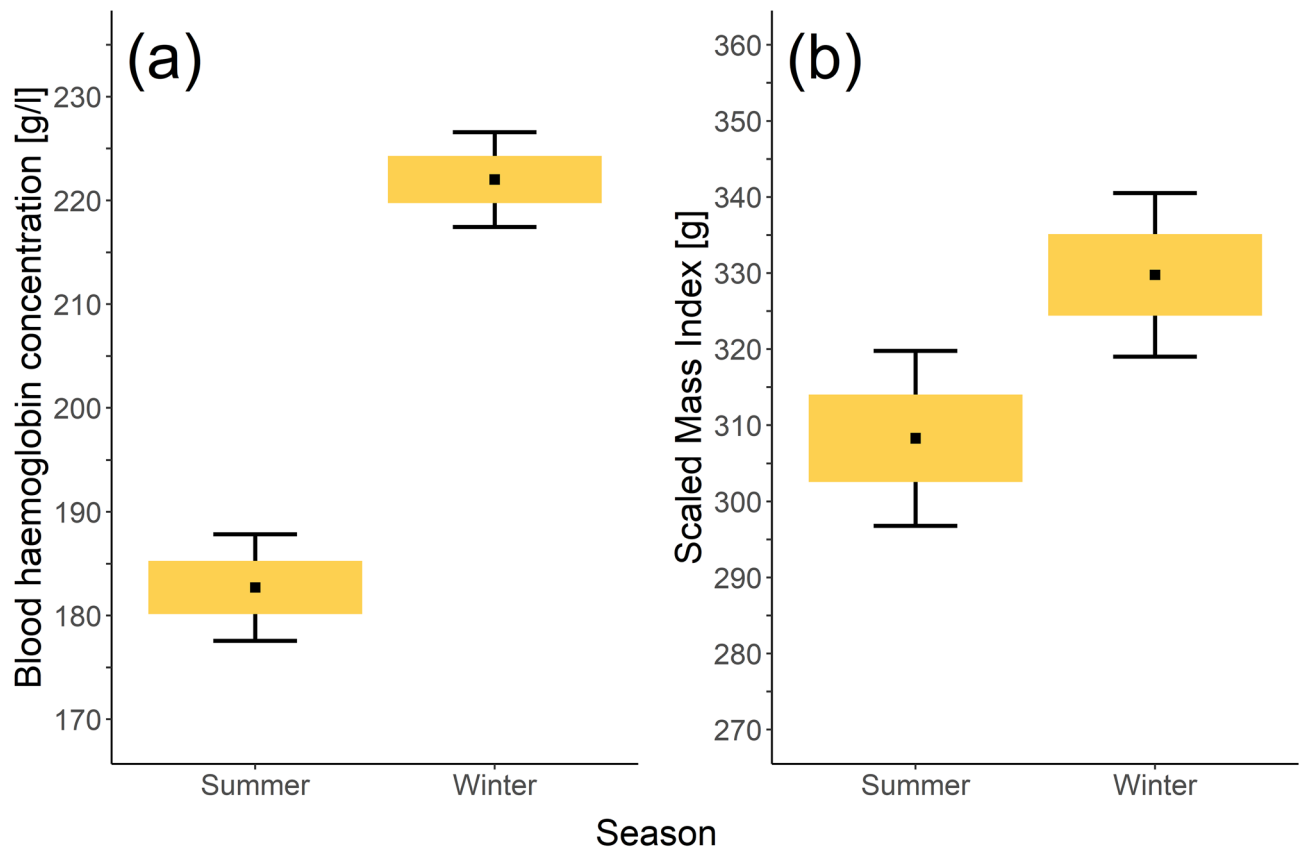 (a)
Blood haemoglobin concentration [g/l]
230
220
210
200
190
180
170
Summer Winter
(b)
Scaled Mass Index [g]
360
350
340
330
320
310
300
290
280
270
Summer Winter
Season